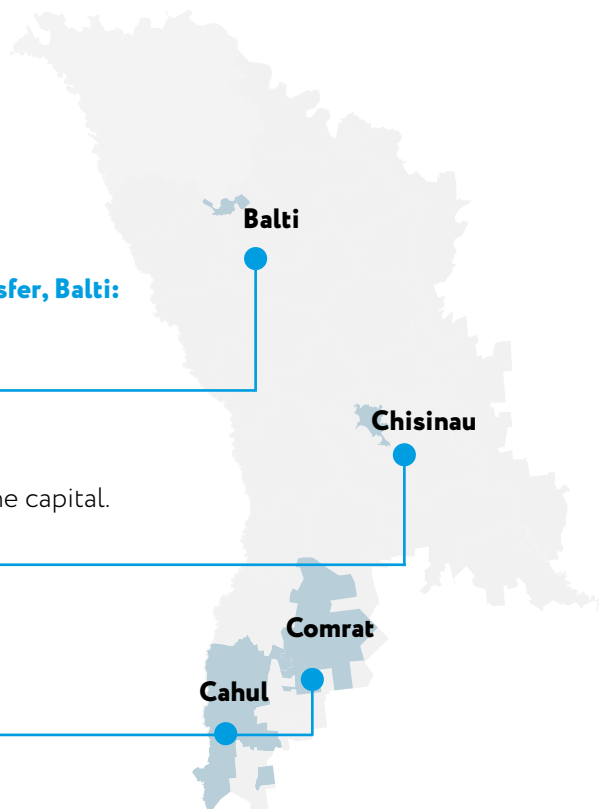 Balti
sfer, Balti:
Chisinau
he capital.
Comrat
Cahul